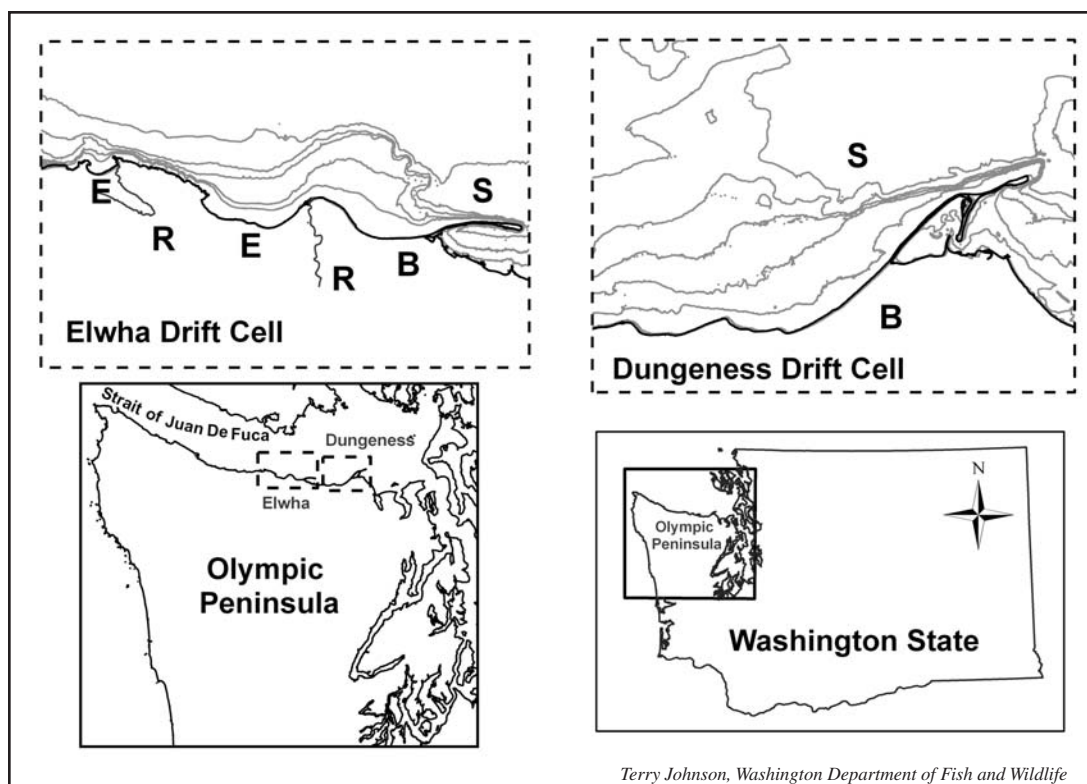 S
E
R
E
R
B
Elwha Drift Cell
S
B
Dungeness Drift Cell
Strait of Juan De Fuca
Dungeness
Elwha
Olympic
Peninsula
N
Olympic
Peninsula
Washington State
Terry Johnson, Washington Department of Fish and Wildlife